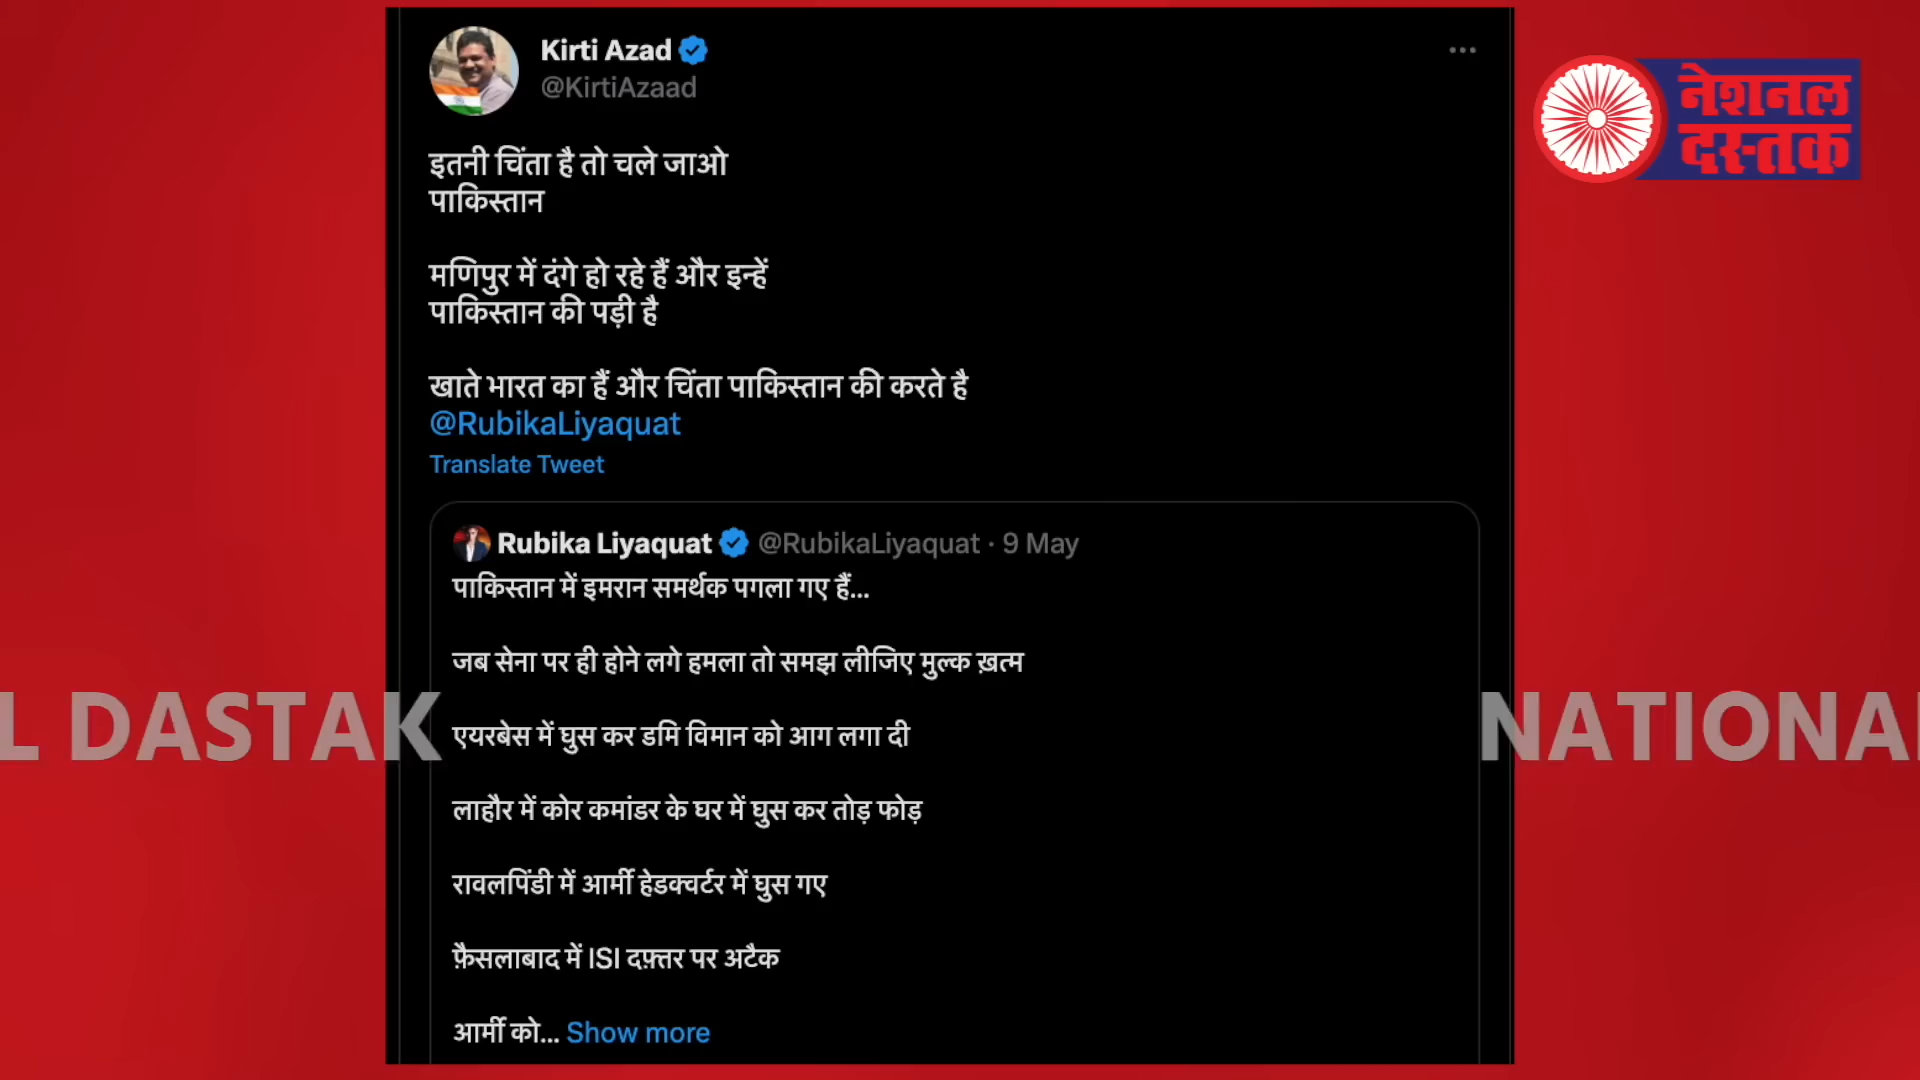 Kirti Azad
@KirtiAzaad
नेशनल
दस्तक
इतनी चिंता है तो चले जाओ
पाकिस्तान
मणिपुर में दंगे हो रहे हैं और इन्हें
पाकिस्तान की पड़ी है
खाते भारत का हैं और चिंता पाकिस्तान की करते है
@RubikaLiyaquat
Translate Tweet
Rubika Liyaquat @RubikaLiyaquat · 9 May
पाकिस्तान में इमरान समर्थक पगला गए हैं...
जब सेना पर ही होने लगे हमला तो समझ लीजिए मुल्क ख़त्म
L DASTAK
NATIONA
एयरबेस में घुस कर डमि विमान को आग लगा दी
लाहौर में कोर कमांडर के घर में घुस कर तोड़ फोड़
रावलपिंडी में आर्मी हेडक्वर्टर में घुस गए
फ़ैसलाबाद में ISI दफ़्तर पर अटैक
आर्मी को... Show more